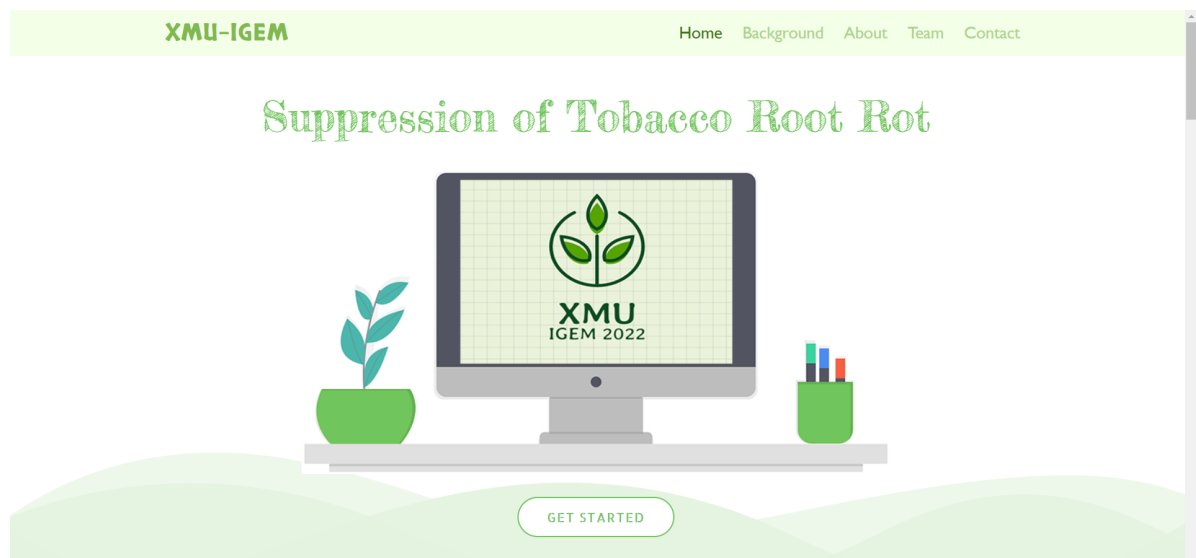 XMU-IGEM
Home Background About Team Contact
Suppression of Tobacco Root Rot
XMU
IGEM 2022
GET STARTED